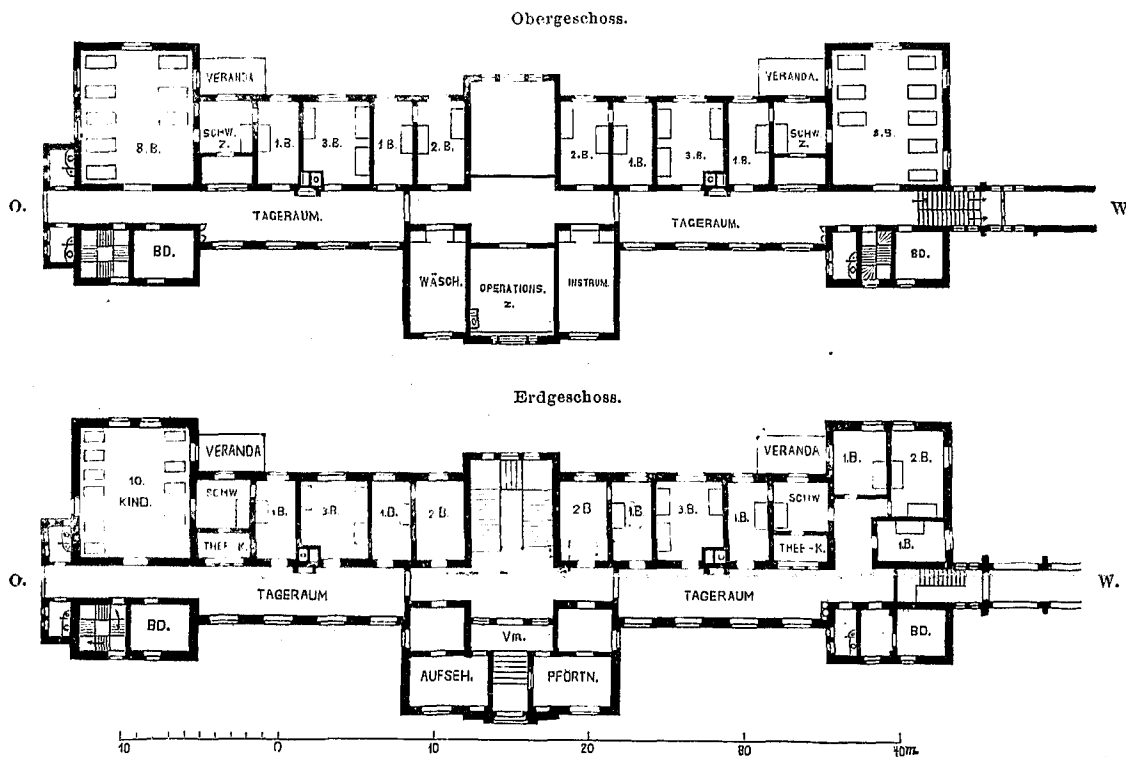 Obergeschoss.
VERANDA
VERANDA.
8.B.
SCHW. Z.
1.B.
3.B.
1 B.
2.B.
2.B.
1.B.
3.B.
1.B.
SCHW Z.
8.B.
O.
TAGERAUM.
TAGERAUM.
W
BD.
WÄSCH.
OPERATIONS. Z.
INSTRUM.
BD.
Erdgeschoss.
VERANDA
VERANDA
10. KIND.
SCHW
1.B.
3.B.
1.B.
2 B.
2 B
1.B
3.B.
1.B.
SCHW
1.B.
2.B.
THEE-K.
THEE-K.
1.B.
O.
TAGERAUM
TAGERAUM
W.
BD.
Vm.
BD.
AUFSEH.
PFÖRTN.
10 0 10 20 30 40m.